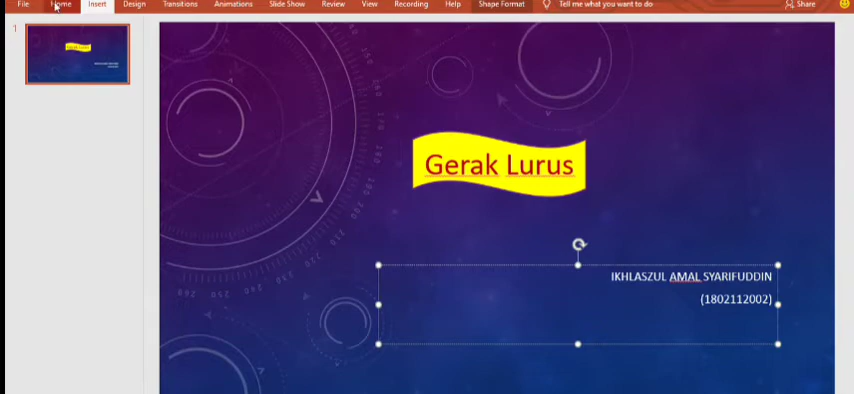 File Home Insert Design Transitions Animations Slide Show Review View Recording Help Shape Format Tell me what you want to do Share
1
Gerak Lurus
IKHLASZUL AMAL SYARIFUDDIN
(1802112002)